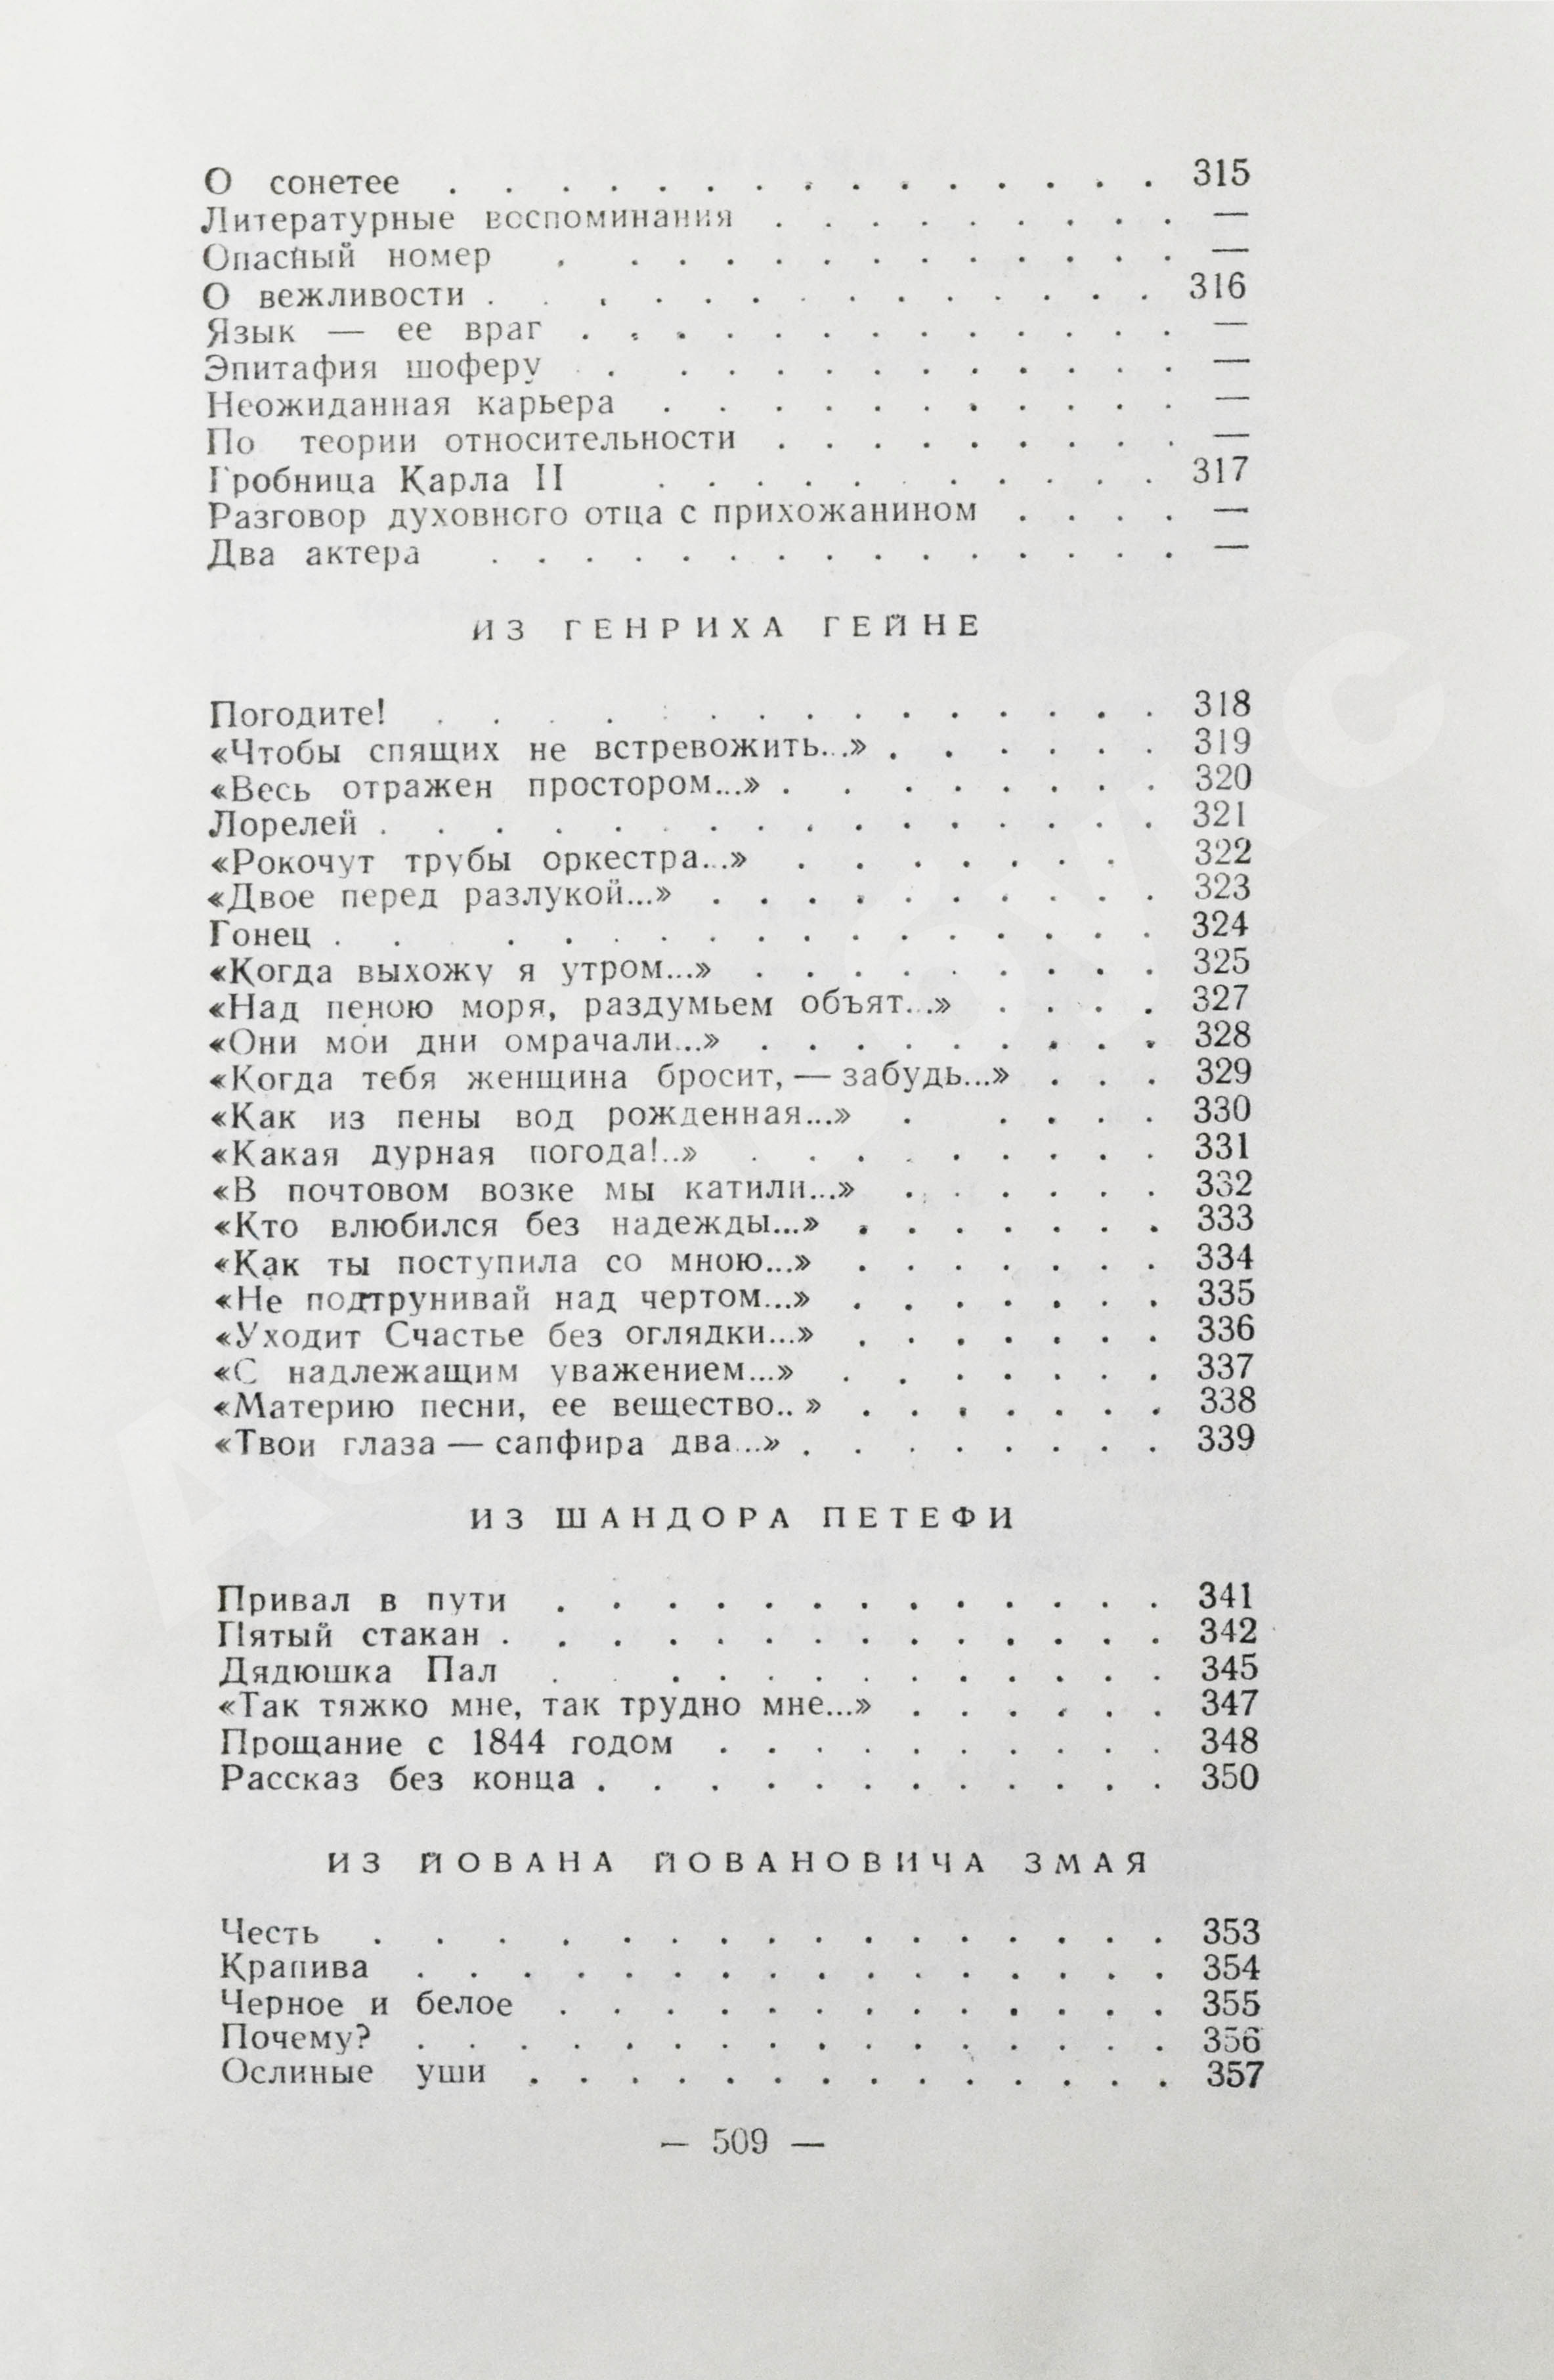 О сонетее . . . . . . . . . . . . . . 315
Литературные воспоминания . . . . . . . . . —
Опасный номер . . . . . . . . . . . . . —
О вежливости . . . . . . . . . . . . . 316
Язык — ее враг . . . . . . . . . . . . . —
Эпитафия шоферу . . . . . . . . . . . . —
Неожиданная карьера . . . . . . . . . . . —
По теории относительности . . . . . . . . . —
Гробница Карла II . . . . . . . . . . . 317
Разговор духовного отца с прихожанином . . . . —
Два актера . . . . . . . . . . . . . . . —
ИЗ ГЕНРИХА ГЕЙНЕ
Погодите! . . . . . . . . . . . . . . 318
«Чтобы спящих не встревожить...» . . . . . . 319
«Весь отражен простором...» . . . . . . . . 320
Лорелей . . . . . . . . . . . . . . . 321
«Рокочут трубы оркестра...» . . . . . . . 322
«Двое перед разлукой...» . . . . . . . . . . 323
Гонец . . . . . . . . . . . . . . . . 324
«Когда выхожу я утром...» . . . . . . . . . 325
«Над пеною моря, раздумьем объят...» . . . . 327
«Они мои дни омрачали...» . . . . . . . . . 328
«Когда тебя женщина бросит, — забудь...» . . . 329
«Как из пены вод рожденная...» . . . . . 330
«Какая дурная погода!..» . . . . . . . . . 331
«В почтовом возке мы катили...» . . . . . . 332
«Кто влюбился без надежды...» . . . . . . . 333
«Как ты поступила со мною...» . . . . . . . 334
«Не подтрунивай над чертом...» . . . . . . . 335
«Уходит Счастье без оглядки...» . . . . . . . 336
«С надлежащим уважением...» . . . . . . . 337
«Материю песни, ее вещество.. » . . . . . . . 338
«Твои глаза — сапфира два...» . . . . . . . . 339
ИЗ ШАНДОРА ПЕТЕФИ
Привал в пути . . . . . . . . . . . . 341
Пятый стакан . . . . . . . . . . . . . 342
Дядюшка Пал . . . . . . . . . . . . . 345
«Так тяжко мне, так трудно мне...» . . . . . . 347
Прощание с 1844 годом . . . . . . . . . . 348
Рассказ без конца . . . . . . . . . . . . 350
ИЗ ЙОВАНА ЙОВАНОВИЧА ЗМАЯ
Честь . . . . . . . . . . . . . . . . 353
Крапива . . . . . . . . . . . . . . . 354
Черное и белое . . . . . . . . . . . . 355
Почему? . . . . . . . . . . . . . . . 356
Ослиные уши . . . . . . . . . . . . . 357
— 509 —